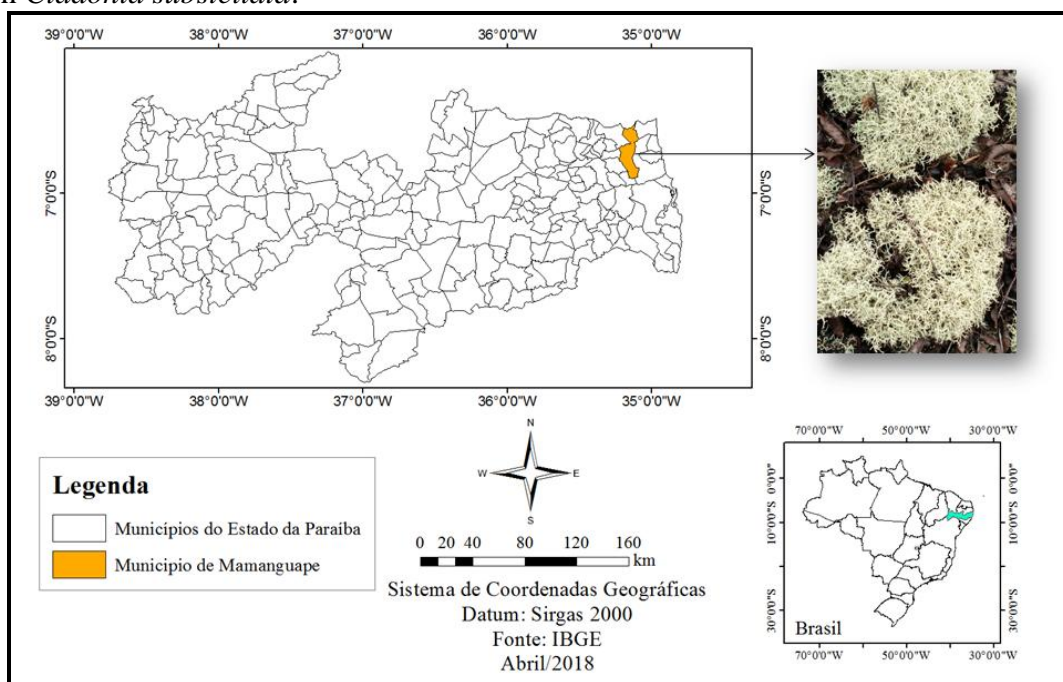 n Cladonia substellata.
39°0'0"W 38°0'0"W 37°0'0"W 36°0'0"W 35°0'0"W
7°0'0"S 7°0'0"S
8°0'0"S 8°0'0"S
39°0'0"W 38°0'0"W 37°0'0"W 36°0'0"W 35°0'0"W
Legenda
Municípios do Estado da Paraíba
Municipio de Mamanguape
N
W E
S
0 20 40 80 120 160
km
Sistema de Coordenadas Geográficas
Datum: Sirgas 2000
Fonte: IBGE
Abril/2018
70°0'0"W 50°0'0"W 30°0'0"W
0°0'0"S 0°0'0"S
10°0'0"S 10°0'0"S
30°0'0"S 30°0'0"S
Brasil
70°0'0"W 50°0'0"W 30°0'0"W